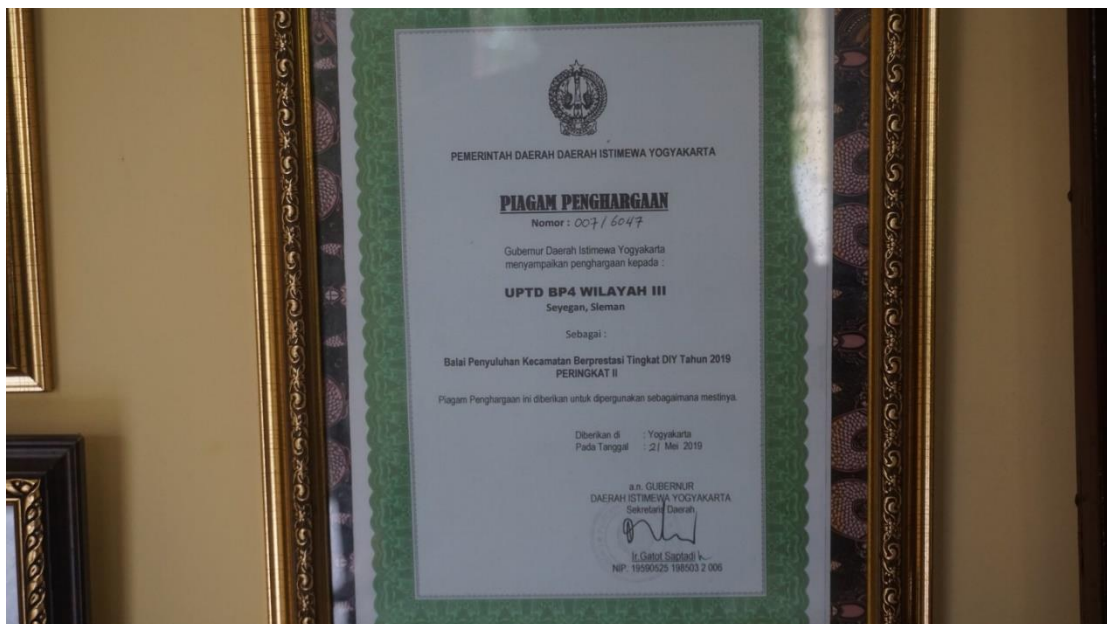 PEMERINTAH DAERAH DAERAH ISTIMEWA YOGYAKARTA
PIAGAM PENGHARGAAN
Nomor : 007 / 6047
Gubernur Daerah Istimewa Yogyakarta
menyampaikan penghargaan kepada :
UPTD BP4 WILAYAH III
Seyegan, Sleman
Sebagai :
Balai Penyuluhan Kecamatan Berprestasi Tingkat DIY Tahun 2019
PERINGKAT II
Piagam Penghargaan ini diberikan untuk dipergunakan sebagaimana mestinya.
Diberikan di : Yogyakarta
Pada Tanggal : 21 Mei 2019
a.n. GUBERNUR
DAERAH ISTIMEWA YOGYAKARTA
Sekretaris Daerah
Ir.Gatot Saptadi
NIP. 19590525 198503 2 006